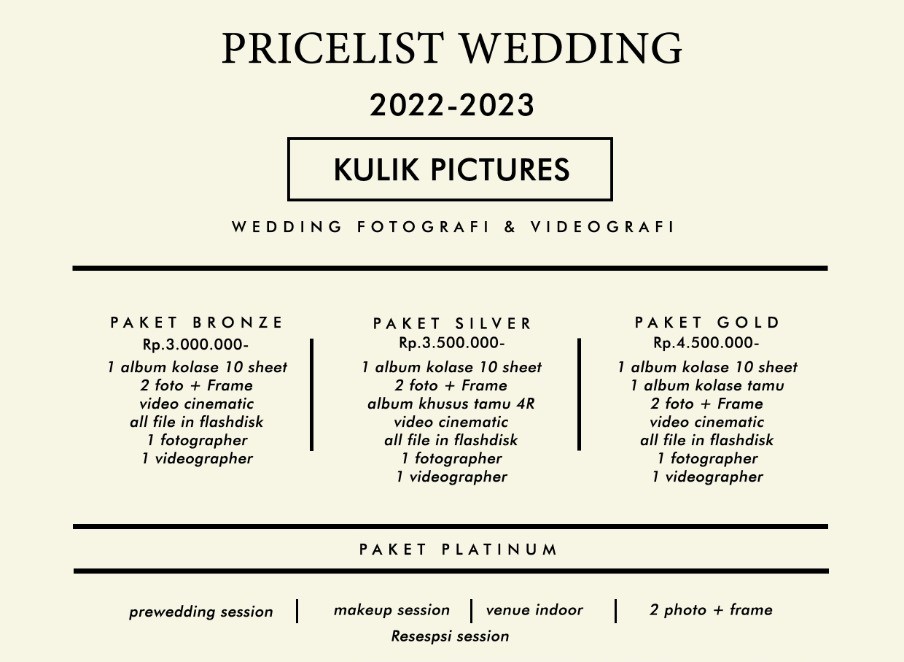 PRICELIST WEDDING
2022-2023
KULIK PICTURES
WEDDING FOTOGRAFI & VIDEOGRAFI
PAKET BRONZE
Rp.3.000.000-
1 album kolase 10 sheet
2 foto + Frame
video cinematic
all file in flashdisk
1 fotographer
1 videographer
PAKET SILVER
Rp.3.500.000-
1 album kolase 10 sheet
2 foto + Frame
album khusus tamu 4R
video cinematic
all file in flashdisk
1 fotographer
1 videographer
PAKET GOLD
Rp.4.500.000-
1 album kolase 10 sheet
1 album kolase tamu
2 foto + Frame
video cinematic
all file in flashdisk
1 fotographer
1 videographer
PAKET PLATINUM
prewedding session
makeup session
venue indoor
2 photo + frame
Resespsi session